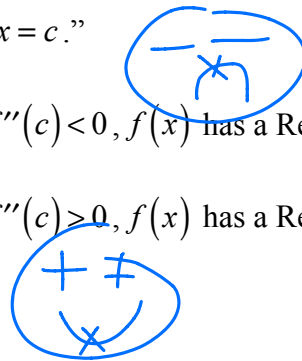 x = c."
− −
×
″(c) < 0, f(x) has a Re
″(c) > 0, f(x) has a Re
+ +
×